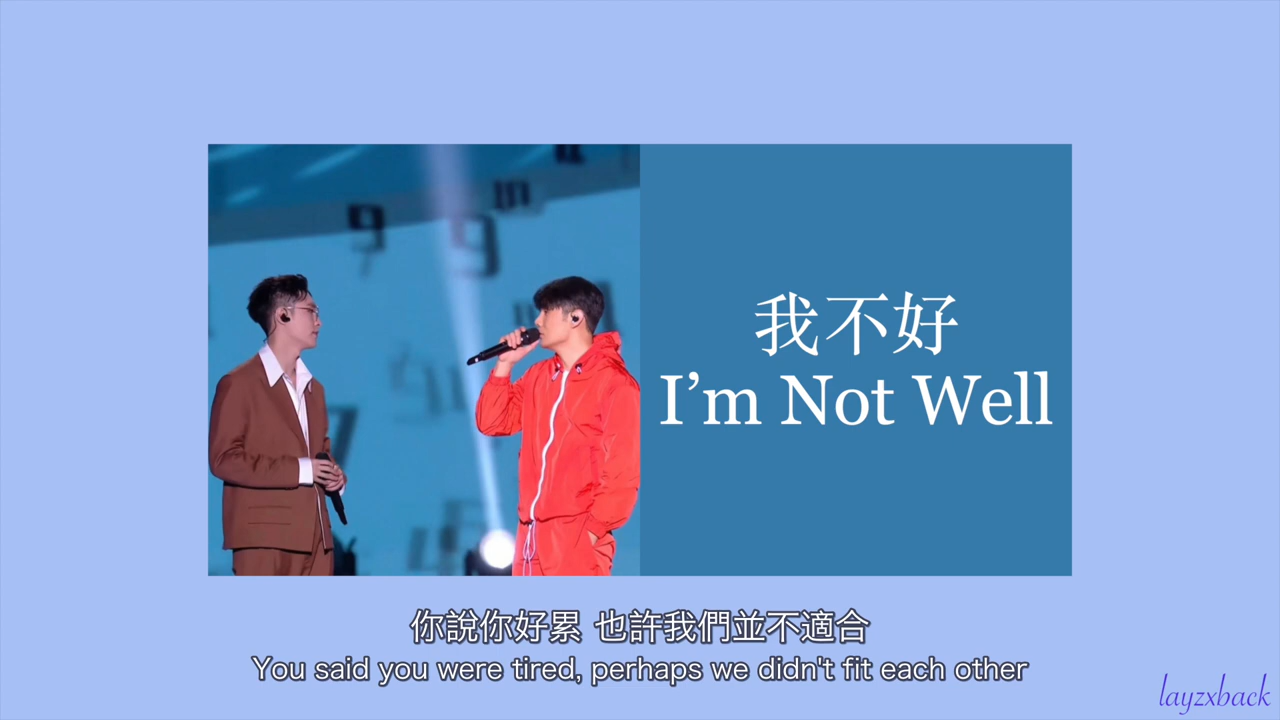 我不好
I’m Not Well
你說你好累 也許我們並不適合
You said you were tired, perhaps we didn't fit each other
layzxback